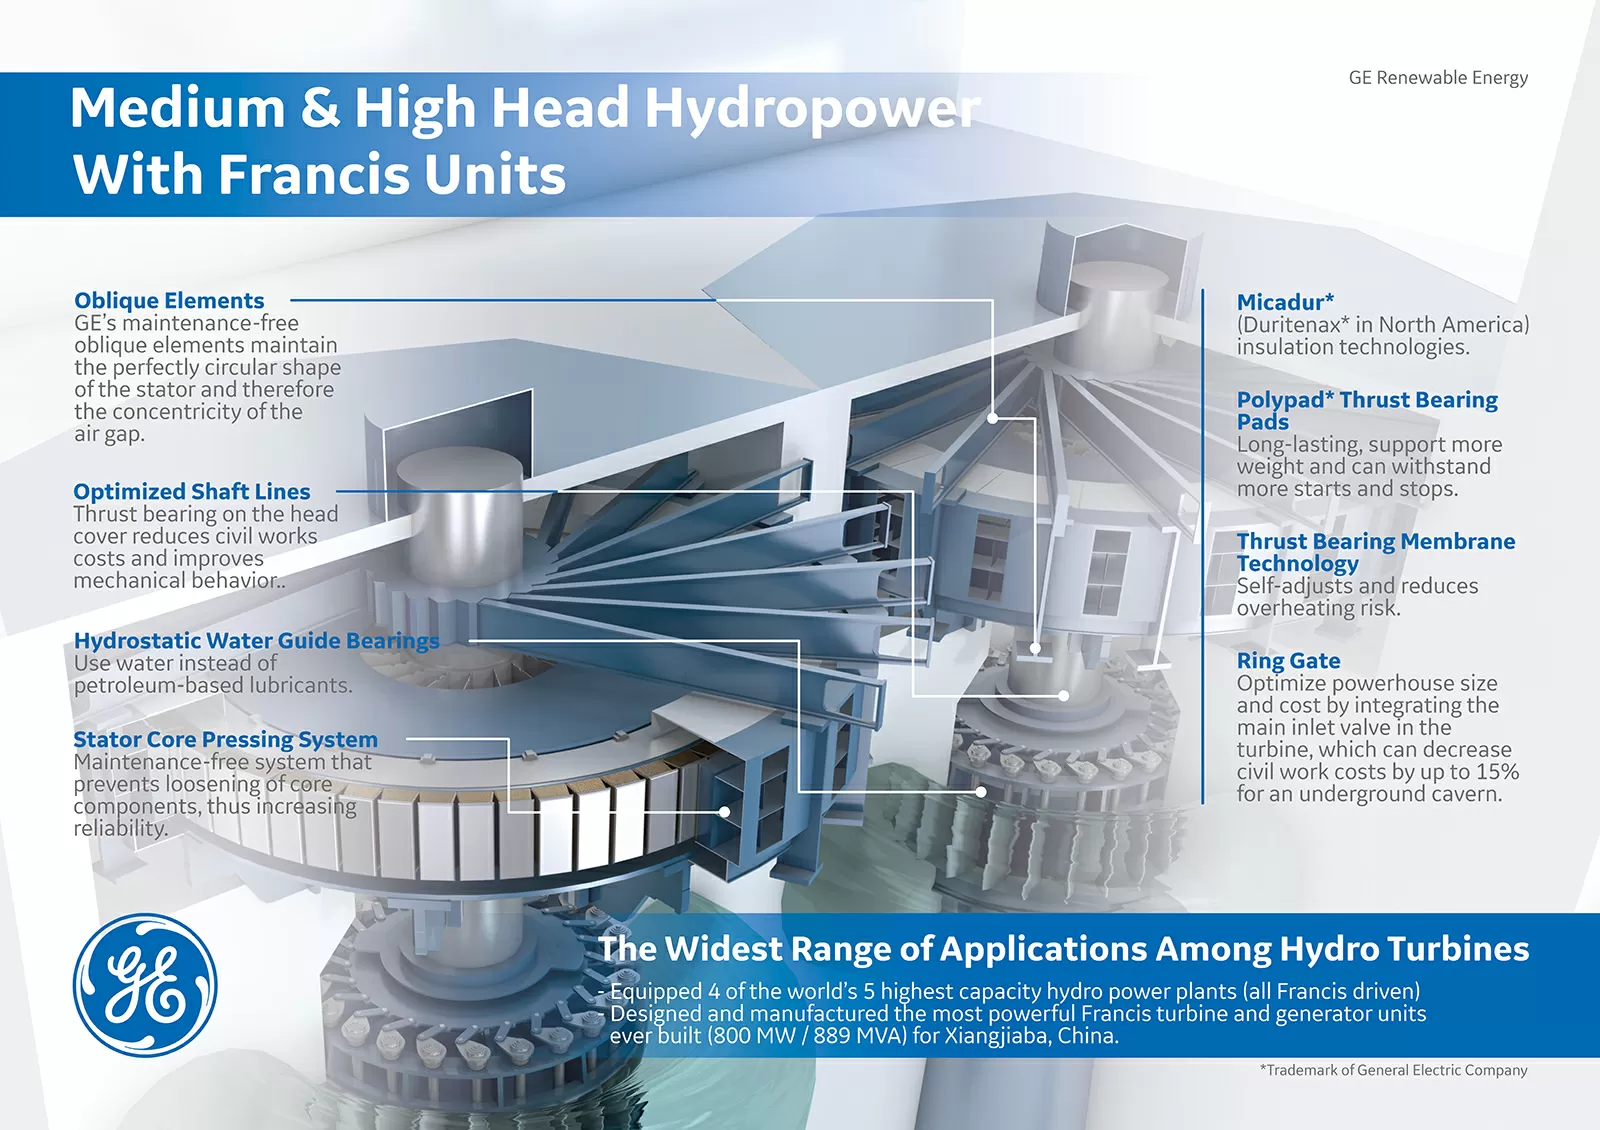 GE Renewable Energy
Medium & High Head Hydropower
With Francis Units
Oblique Elements
GE's maintenance-free
oblique elements maintain
the perfectly circular shape
of the stator and therefore
the concentricity of the
air gap.
Optimized Shaft Lines
Thrust bearing on the head
cover reduces civil works
costs and improves
mechanical behavior..
Hydrostatic Water Guide Bearings
Use water instead of
petroleum-based lubricants.
Stator Core Pressing System
Maintenance-free system that
prevents loosening of core
components, thus increasing
reliability.
Micadur*
(Duritenax* in North America)
insulation technologies.
Polypad* Thrust Bearing
Pads
Long-lasting, support more
weight and can withstand
more starts and stops.
Thrust Bearing Membrane
Technology
Self-adjusts and reduces
overheating risk.
Ring Gate
Optimize powerhouse size
and cost by integrating the
main inlet valve in the
turbine, which can decrease
civil work costs by up to 15%
for an underground cavern.
GE
The Widest Range of Applications Among Hydro Turbines
- Equipped 4 of the world's 5 highest capacity hydro power plants (all Francis driven)
- Designed and manufactured the most powerful Francis turbine and generator units
ever built (800 MW / 889 MVA) for Xiangjiaba, China.
*Trademark of General Electric Company